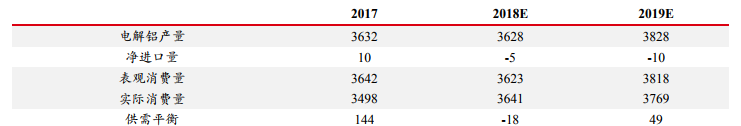 2017 2018E 2019E
电解铝产量 3632 3628 3828
净进口量 10 -5 -10
表观消费量 3642 3623 3818
实际消费量 3498 3641 3769
供需平衡 144 -18 49